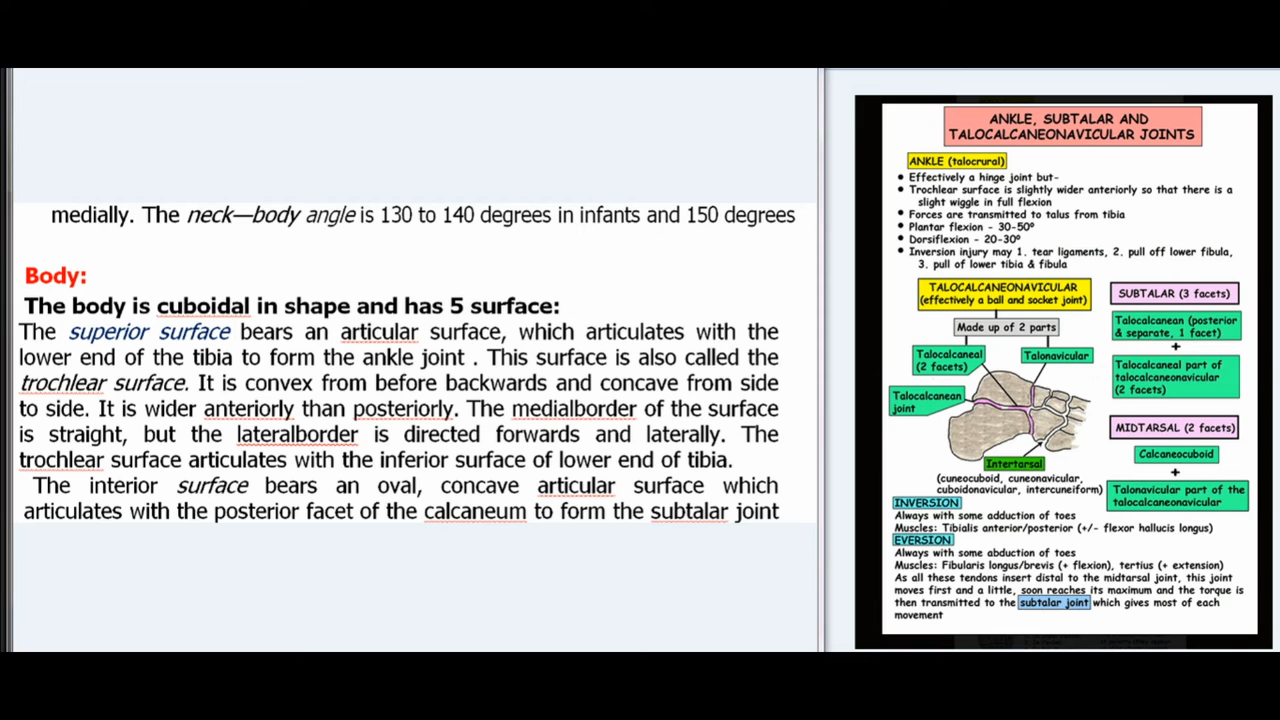 medially. The neck—body angle is 130 to 140 degrees in infants and 150 degrees
Body:
The body is cuboidal in shape and has 5 surface:
The superior surface bears an articular surface, which articulates with the
lower end of the tibia to form the ankle joint . This surface is also called the
trochlear surface. It is convex from before backwards and concave from side
to side. It is wider anteriorly than posteriorly. The medialborder of the surface
is straight, but the lateralborder is directed forwards and laterally. The
trochlear surface articulates with the inferior surface of lower end of tibia.
The interior surface bears an oval, concave articular surface which
articulates with the posterior facet of the calcaneum to form the subtalar joint
ANKLE, SUBTALAR AND
TALOCALCANEONAVICULAR JOINTS
ANKLE (talocrural)
• Effectively a hinge joint but-
• Trochlear surface is slightly wider anteriorly so that there is a
slight wiggle in full flexion
• Forces are transmitted to talus from tibia
• Plantar flexion - 30-50º
• Dorsiflexion - 20-30º
• Inversion injury may 1. tear ligaments, 2. pull off lower fibula,
3. pull of lower tibia & fibula
TALOCALCANEONAVICULAR
(effectively a ball and socket joint)
Made up of 2 parts
Talocalcaneal
(2 facets)
Talonavicular
Talocalcanean
joint
Intertarsal
(cuneocuboid, cuneonavicular,
cuboidonavicular, intercuneiform)
SUBTALAR (3 facets)
Talocalcanean (posterior
& separate, 1 facet)
+
Talocalcaneal part of
talocalcaneonavicular
(2 facets)
MIDTARSAL (2 facets)
Calcaneocuboid
+
Talonavicular part of the
talocalcaneonavicular
INVERSION
Always with some adduction of toes
Muscles: Tibialis anterior/posterior (+/- flexor hallucis longus)
EVERSION
Always with some abduction of toes
Muscles: Fibularis longus/brevis (+ flexion), tertius (+ extension)
As all these tendons insert distal to the midtarsal joint, this joint
moves first and a little, soon reaches its maximum and the torque is
then transmitted to the subtalar joint which gives most of each
movement